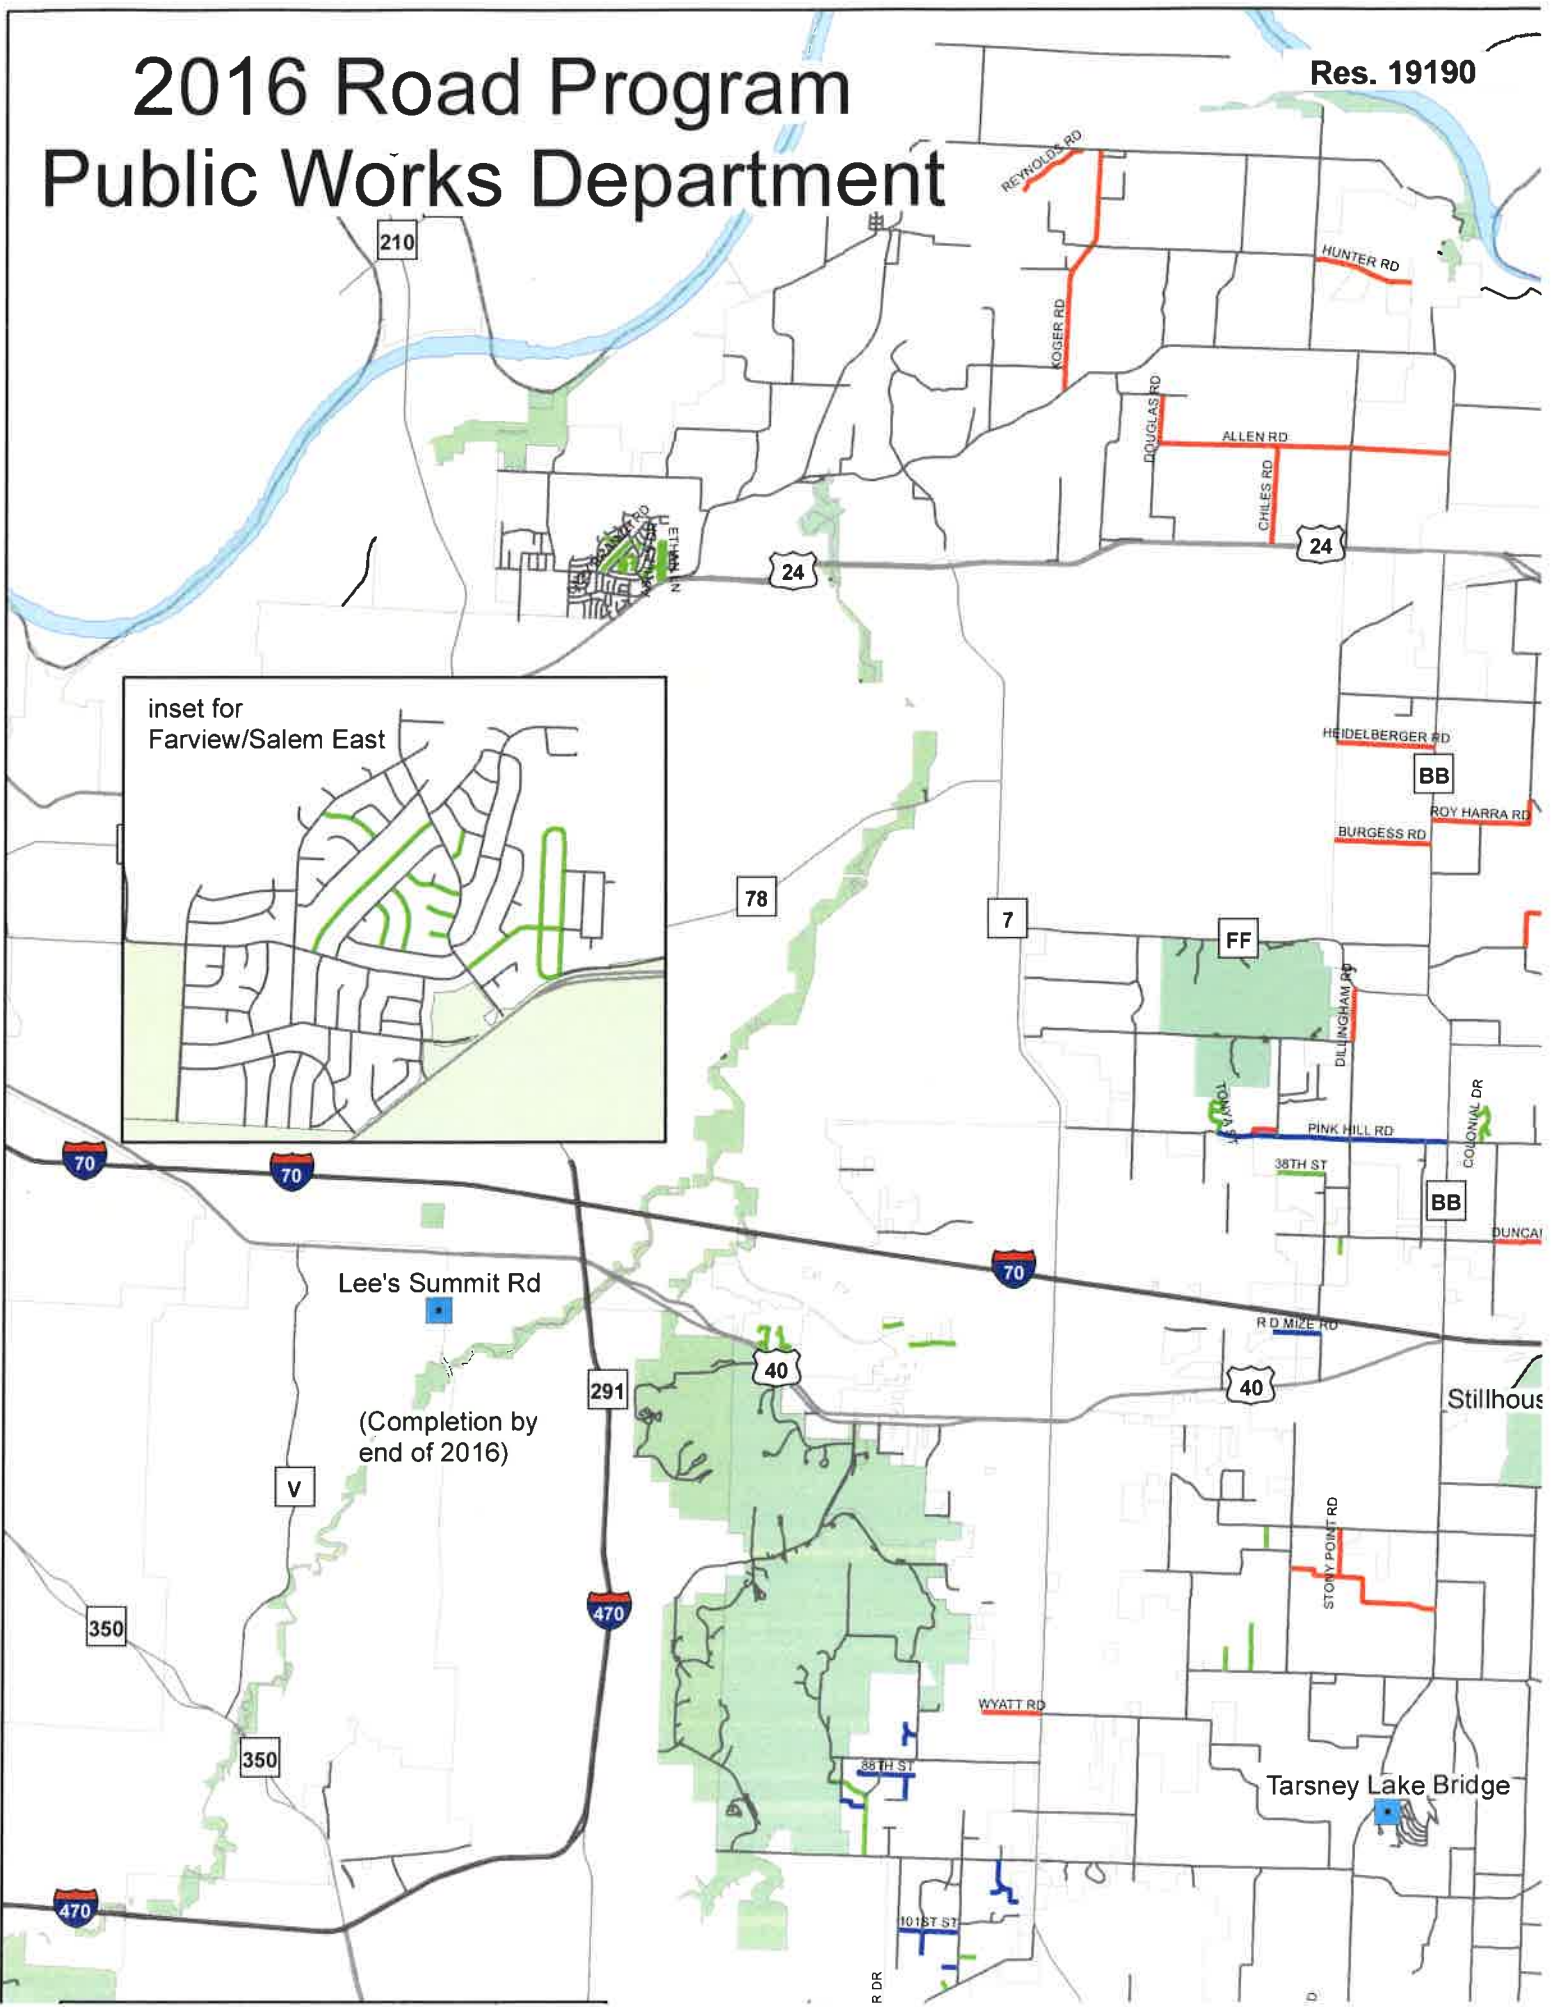 2016 Road Program
Public Works Department
Res. 19190
REYNOLDS RD
210
HUNTER RD
KOGER RD
DOUGLAS RD
ALLEN RD
CHILES RD
24
24
inset for
Farview/Salem East
HEIDELBERGER RD
BB
ROY HARRA RD
BURGESS RD
78
7
FF
DILLINGHAM RD
TONYA ST
COLONIAL DR
PINK HILL RD
38TH ST
70
70
BB
DUNCAN
70
Lee's Summit Rd
R D MIZE RD
40
40
291
Stillhous
(Completion by
end of 2016)
V
STONY POINT RD
350
470
WYATT RD
350
88TH ST
Tarsney Lake Bridge
470
101ST ST
R DR
D